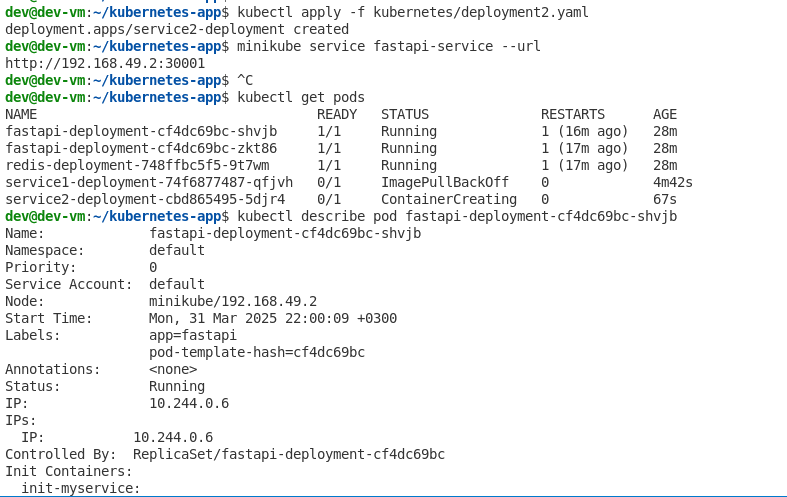 dev@dev-vm:~/kubernetes-app$ kubectl apply -f kubernetes/deployment2.yaml
deployment.apps/service2-deployment created
dev@dev-vm:~/kubernetes-app$ minikube service fastapi-service --url
http://192.168.49.2:30001
dev@dev-vm:~/kubernetes-app$ ^C
dev@dev-vm:~/kubernetes-app$ kubectl get pods
NAME                                   READY   STATUS              RESTARTS      AGE
fastapi-deployment-cf4dc69bc-shvjb     1/1     Running             1 (16m ago)   28m
fastapi-deployment-cf4dc69bc-zkt86     1/1     Running             1 (17m ago)   28m
redis-deployment-748ffbc5f5-9t7wm      1/1     Running             1 (17m ago)   28m
service1-deployment-74f6877487-qfjvh   0/1     ImagePullBackOff    0             4m42s
service2-deployment-cbd865495-5djr4    0/1     ContainerCreating   0             67s
dev@dev-vm:~/kubernetes-app$ kubectl describe pod fastapi-deployment-cf4dc69bc-shvjb
Name:             fastapi-deployment-cf4dc69bc-shvjb
Namespace:        default
Priority:         0
Service Account:  default
Node:             minikube/192.168.49.2
Start Time:       Mon, 31 Mar 2025 22:00:09 +0300
Labels:           app=fastapi
                  pod-template-hash=cf4dc69bc
Annotations:      <none>
Status:           Running
IP:               10.244.0.6
IPs:
  IP:           10.244.0.6
Controlled By:  ReplicaSet/fastapi-deployment-cf4dc69bc
Init Containers:
  init-myservice: